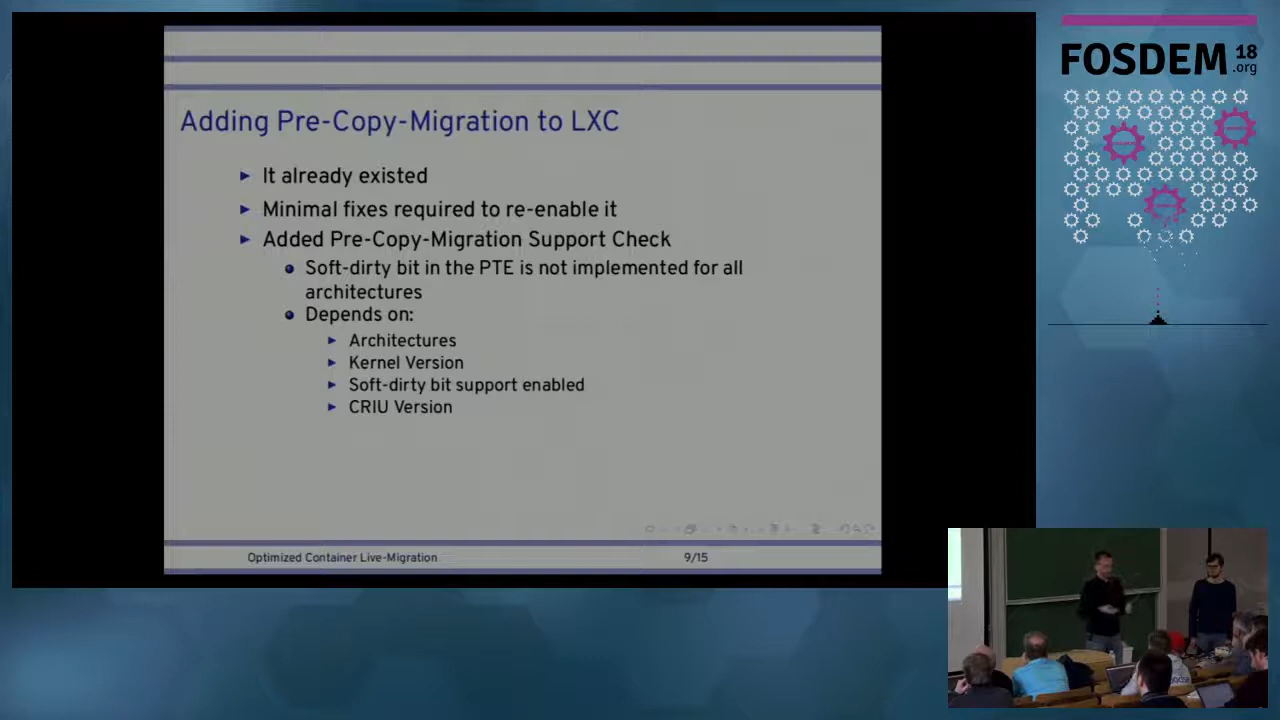 Adding Pre-Copy-Migration to LXC
It already existed
Minimal fixes required to re-enable it
Added Pre-Copy-Migration Support Check
Soft-dirty bit in the PTE is not implemented for all
architectures
Depends on:
Architectures
Kernel Version
Soft-dirty bit support enabled
CRIU Version
Optimized Container Live-Migration
9/15
FOSDEM 18
.org